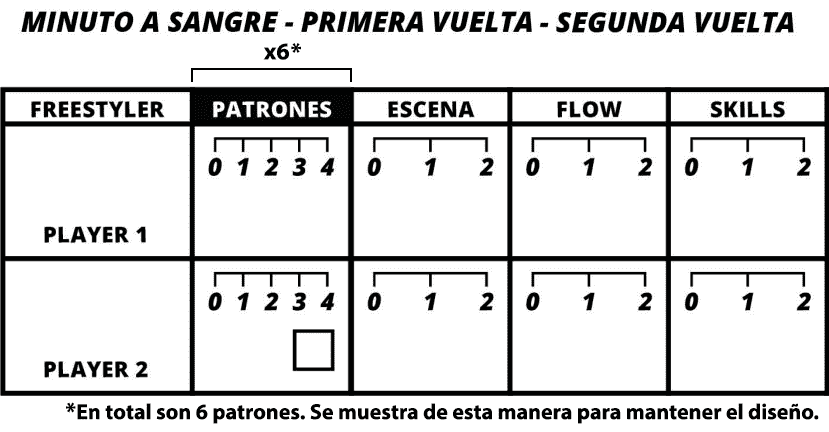 MINUTO A SANGRE - PRIMERA VUELTA - SEGUNDA VUELTA
x6*
FREESTYLER PATRONES ESCENA FLOW SKILLS
0 1 2 3 4 0 1 2 0 1 2 0 1 2
PLAYER 1
0 1 2 3 4 0 1 2 0 1 2 0 1 2
PLAYER 2
*En total son 6 patrones. Se muestra de esta manera para mantener el diseño.